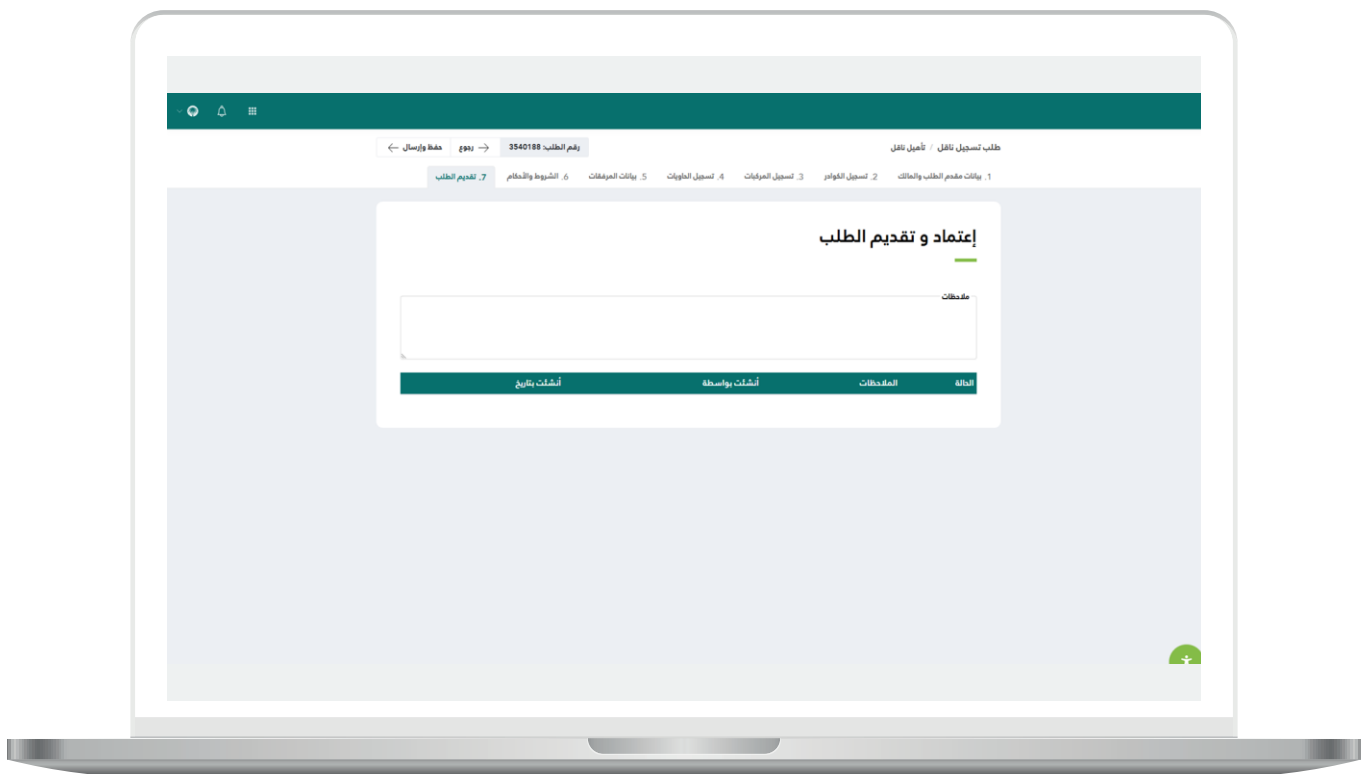 طلب تسجيل ناقل / تأهيل ناقل
رقم الطلب: 3540188
رجوع
حفظ وإرسال
1. بيانات مقدم الطلب والمالك
2. تسجيل الكوادر
3. تسجيل المركبات
4. تسجيل الحاويات
5. بيانات المرفقات
6. الشروط والأحكام
7. تقديم الطلب
إعتماد و تقديم الطلب
ملاحظات
الحالة الملاحظات أنشئت بواسطة أنشئت بتاريخ